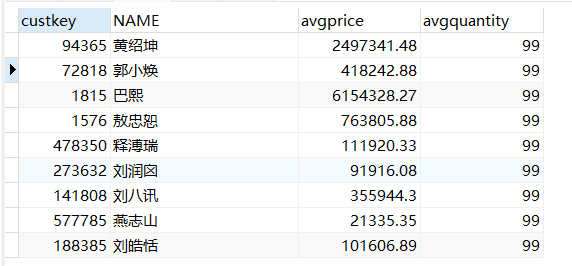 custkey NAME avgprice avgquantity
94365 黄绍坤 2497341.48 99
72818 郭小焕 418242.88 99
1815 巴熙 6154328.27 99
1576 敖忠恕 763805.88 99
478350 释溥瑞 111920.33 99
273632 刘润囟 91916.08 99
141808 刘八讯 355944.3 99
577785 燕志山 21335.35 99
188385 刘皓恬 101606.89 99